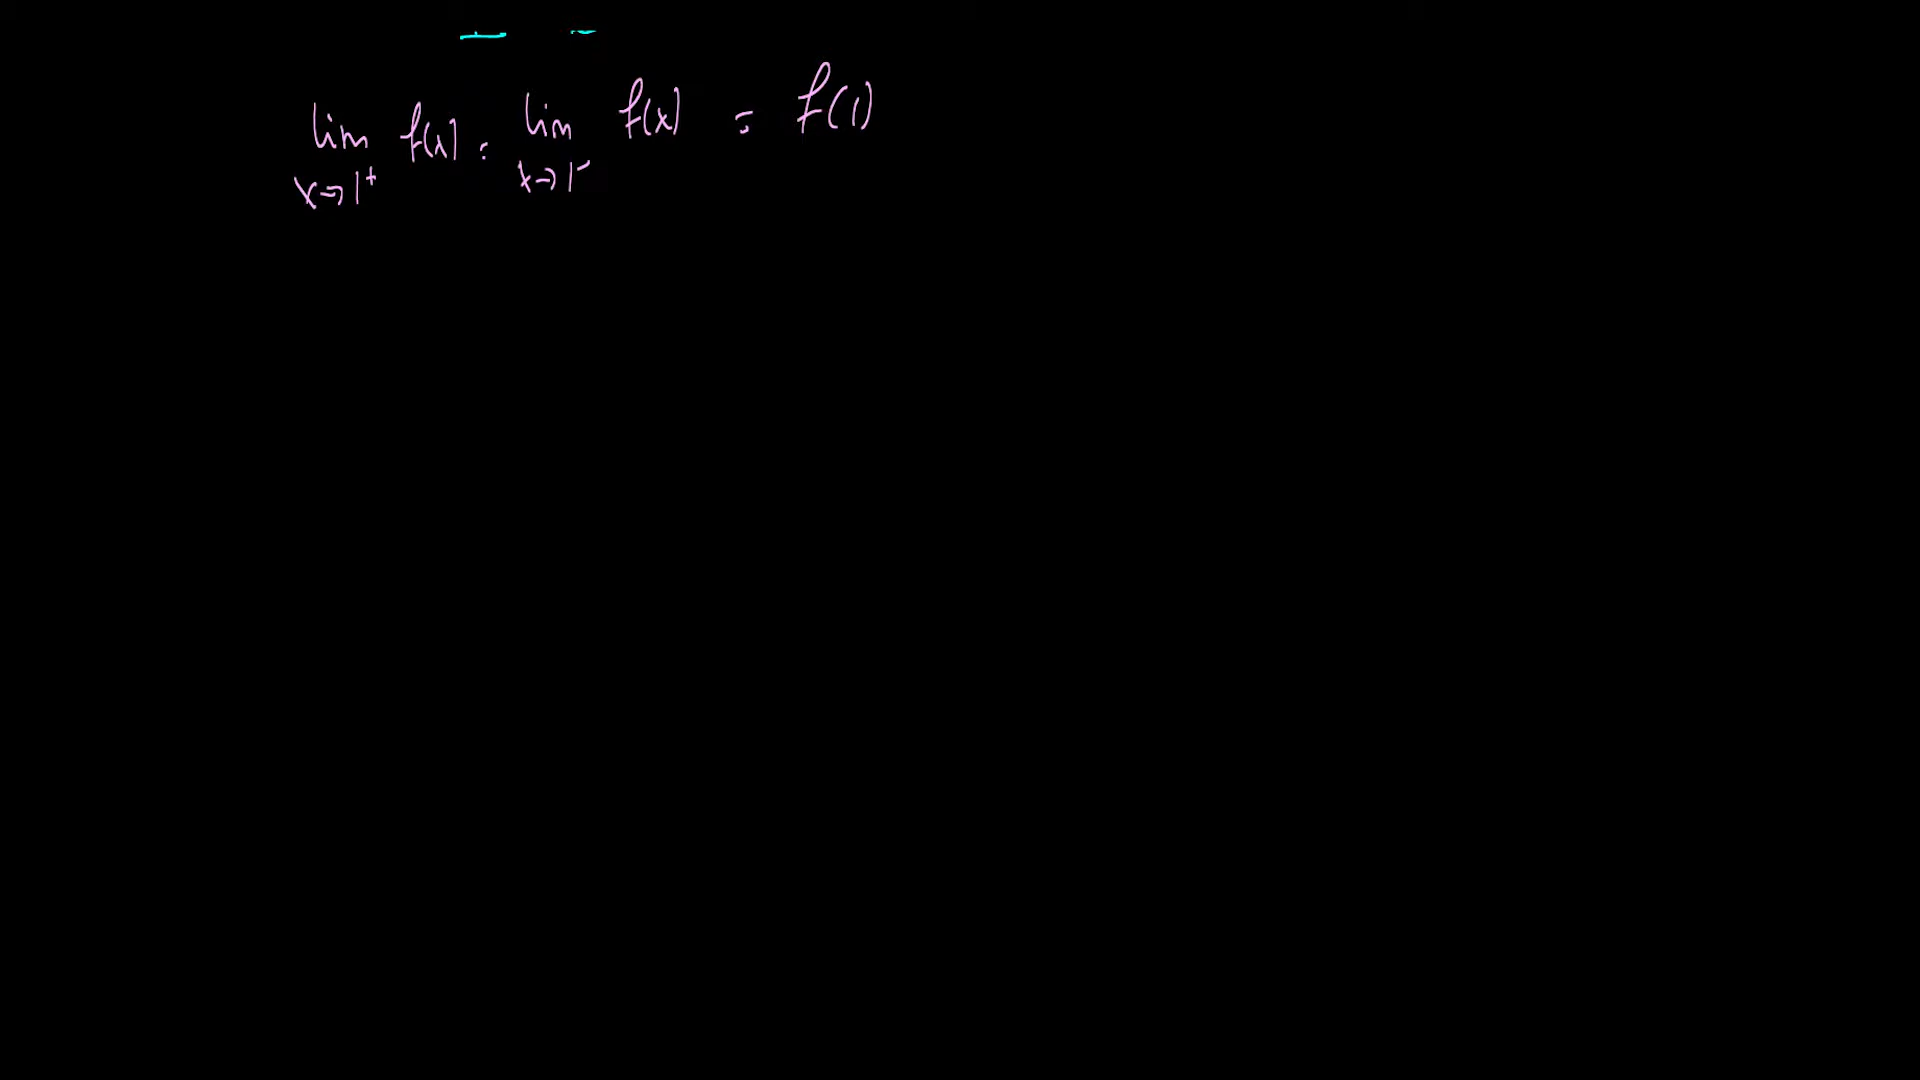 lim f(x) = lim f(x) = f(1)
x→1⁺ x→1⁻